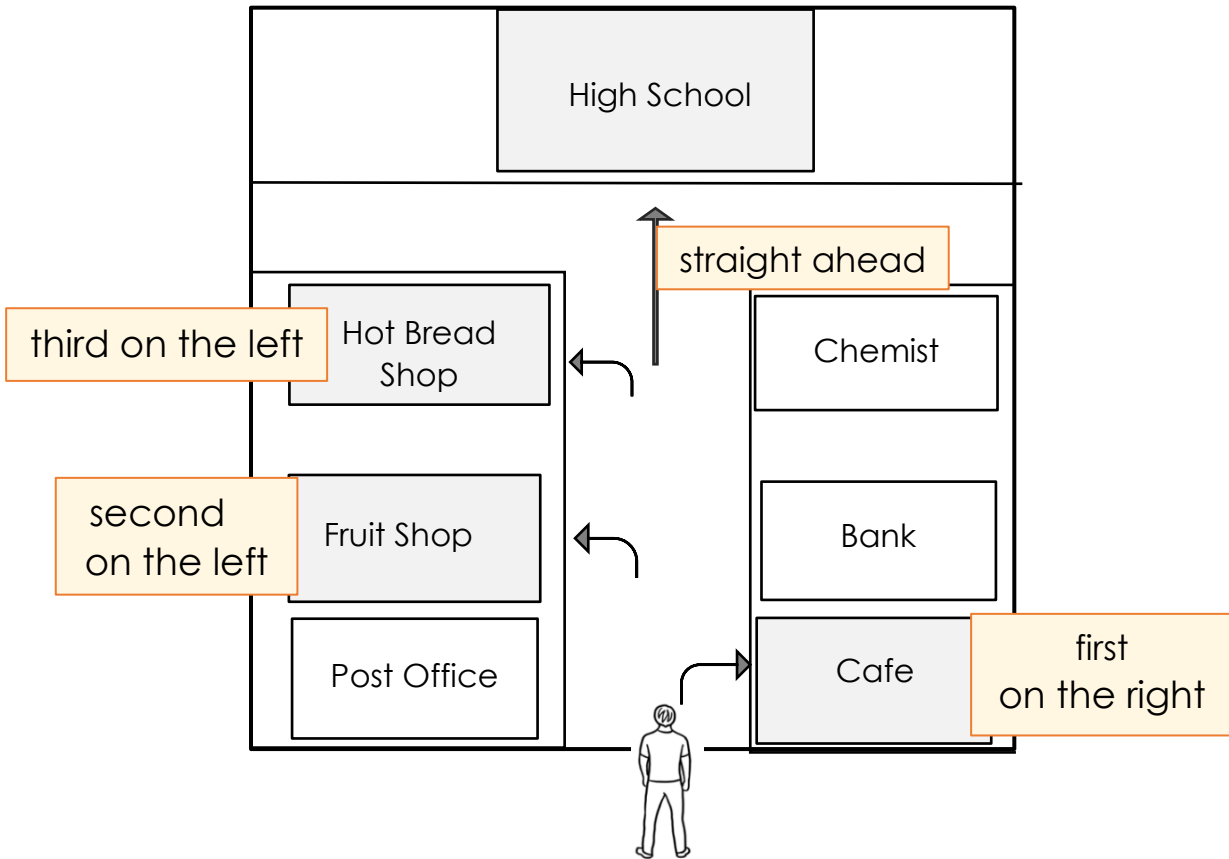 High School
straight ahead
third on the left
Hot Bread
Shop
Chemist
second
on the left
Fruit Shop
Bank
Post Office
Cafe
first
on the right